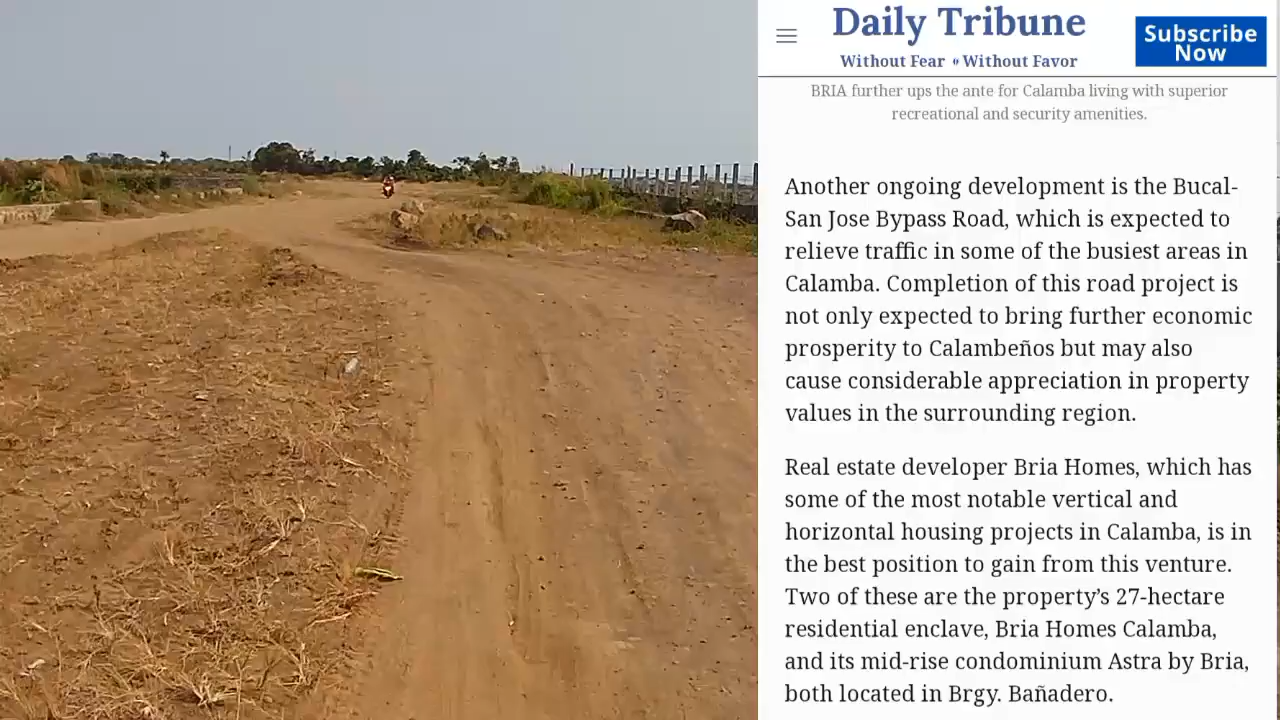 Daily Tribune
Without Fear Without Favor
Subscribe
Now
BRIA further ups the ante for Calamba living with superior
recreational and security amenities.
Another ongoing development is the Bucal-
San Jose Bypass Road, which is expected to
relieve traffic in some of the busiest areas in
Calamba. Completion of this road project is
not only expected to bring further economic
prosperity to Calambeños but may also
cause considerable appreciation in property
values in the surrounding region.
Real estate developer Bria Homes, which has
some of the most notable vertical and
horizontal housing projects in Calamba, is in
the best position to gain from this venture.
Two of these are the property’s 27-hectare
residential enclave, Bria Homes Calamba,
and its mid-rise condominium Astra by Bria,
both located in Brgy. Bañadero.